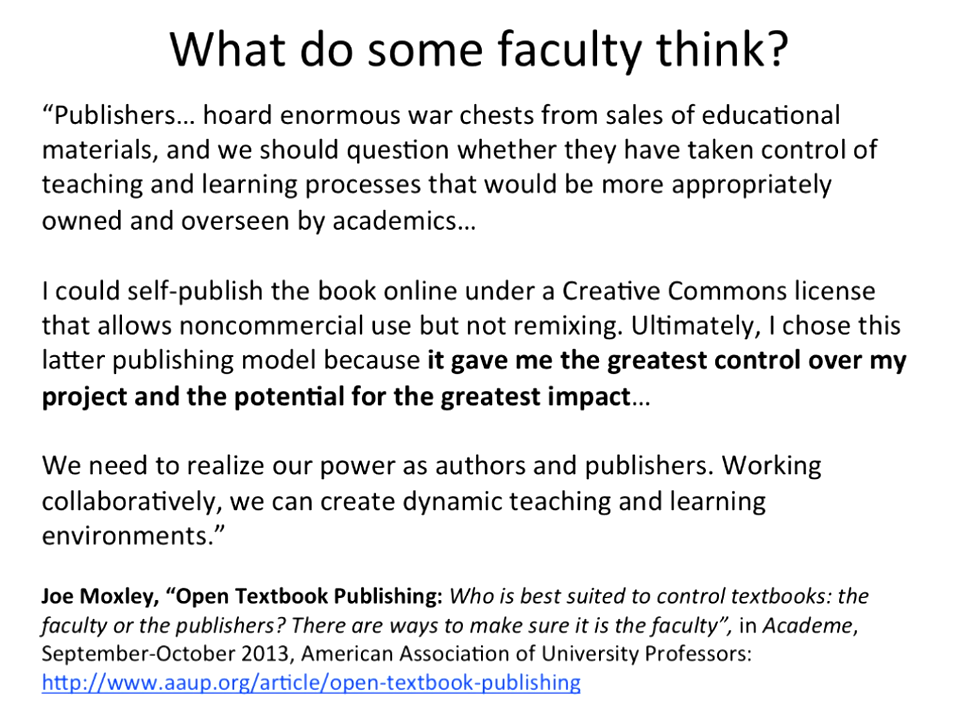 What do some faculty think?
“Publishers… hoard enormous war chests from sales of educational
materials, and we should question whether they have taken control of
teaching and learning processes that would be more appropriately
owned and overseen by academics…
I could self-publish the book online under a Creative Commons license
that allows noncommercial use but not remixing. Ultimately, I chose this
latter publishing model because it gave me the greatest control over my
project and the potential for the greatest impact…
We need to realize our power as authors and publishers. Working
collaboratively, we can create dynamic teaching and learning
environments.”
Joe Moxley, “Open Textbook Publishing: Who is best suited to control textbooks: the
faculty or the publishers? There are ways to make sure it is the faculty”, in Academe,
September-October 2013, American Association of University Professors:
http://www.aaup.org/article/open-textbook-publishing